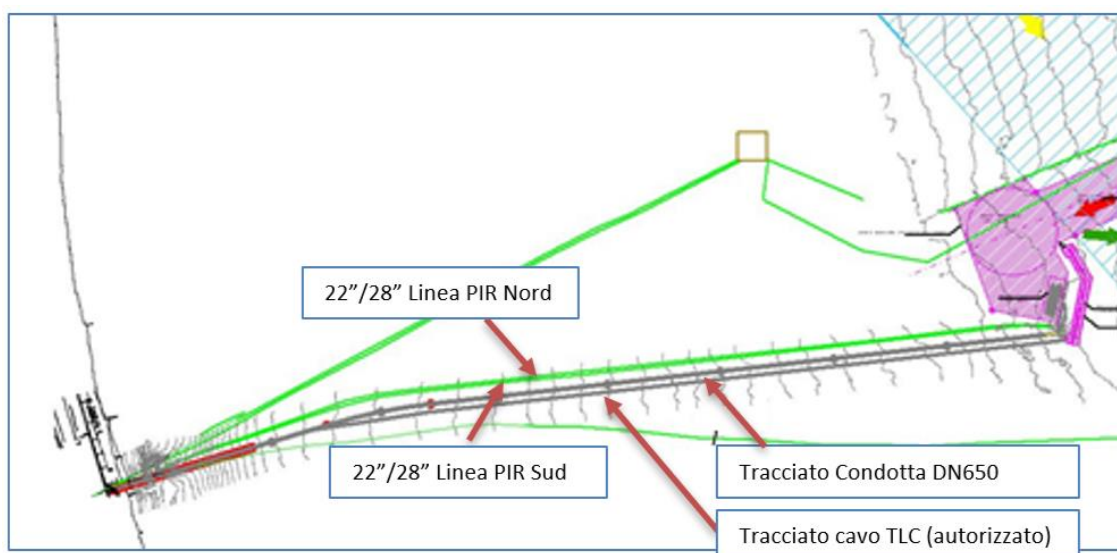 22”/28” Linea PIR Nord
22”/28” Linea PIR Sud
Tracciato Condotta DN650
Tracciato cavo TLC (autorizzato)